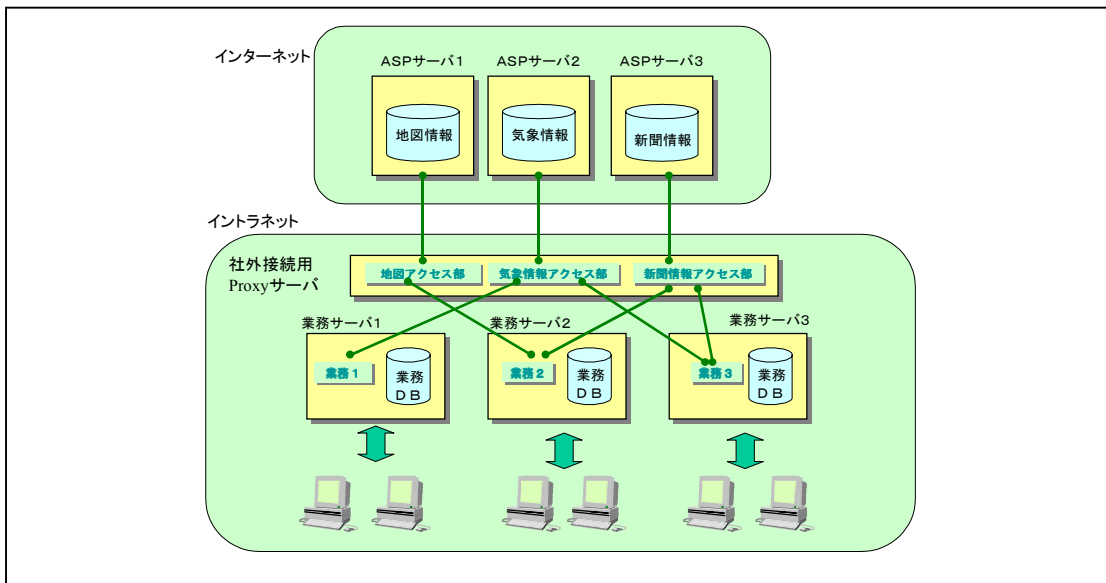 インターネット
ASPサーバ1
ASPサーバ2
ASPサーバ3
地図情報
気象情報
新聞情報
イントラネット
社外接続用
Proxyサーバ
地図アクセス部
気象情報アクセス部
新聞情報アクセス部
業務サーバ1
業務サーバ2
業務サーバ3
業務1
業務
DB
業務2
業務
DB
業務3
業務
DB